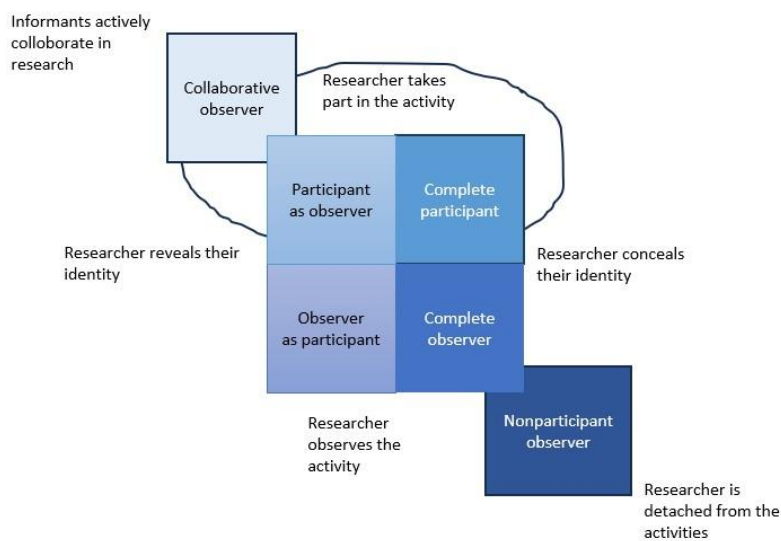 Informants actively
colloborate in
research
Collaborative
observer
Researcher takes
part in the activity
Participant
as observer
Complete
participant
Researcher reveals their
identity
Researcher conceals
their identity
Observer
as participant
Complete
observer
Researcher
observes the
activity
Nonparticipant
observer
Researcher is
detached from the
activities